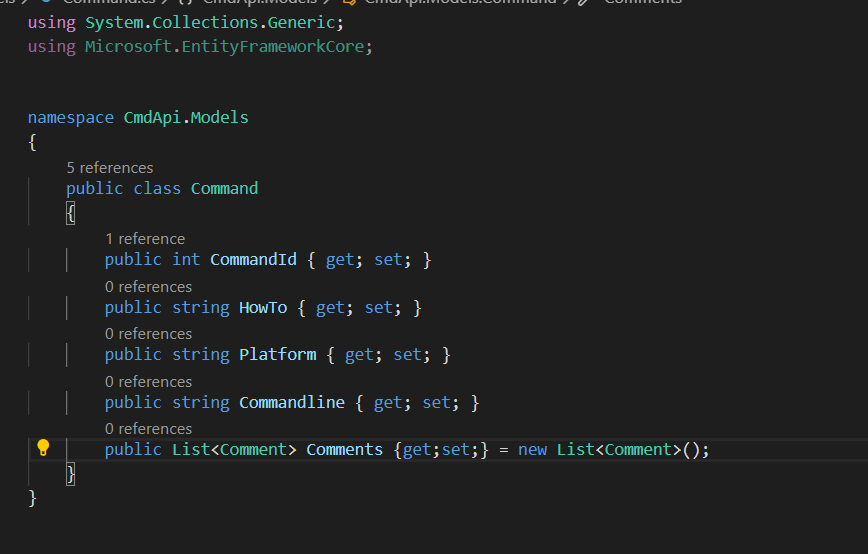 using System.Collections.Generic;
using Microsoft.EntityFrameworkCore;
namespace CmdApi.Models
{
5 references
public class Command
{
1 reference
public int CommandId { get; set; }
0 references
public string HowTo { get; set; }
0 references
public string Platform { get; set; }
0 references
public string Commandline { get; set; }
0 references
public List<Comment> Comments {get;set;} = new List<Comment>();
}
}